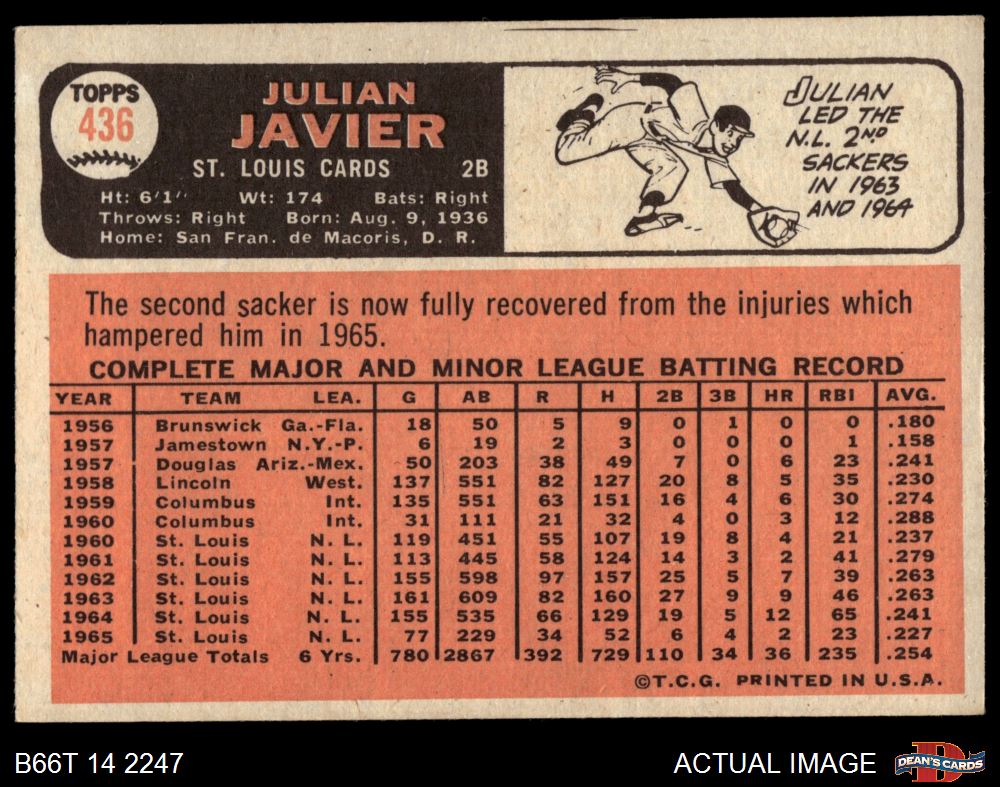 TOPPS
436
JULIAN
JAVIER
ST. LOUIS CARDS 2B
Ht: 6'1" Wt: 174 Bats: Right
Throws: Right Born: Aug. 9, 1936
Home: San Fran. de Macoris, D. R.
JULIAN
LED THE
N.L. 2ND
SACKERS
IN 1963
AND 1964
The second sacker is now fully recovered from the injuries which
hampered him in 1965.
COMPLETE MAJOR AND MINOR LEAGUE BATTING RECORD
YEAR TEAM LEA. G AB R H 2B 3B HR RBI AVG.
1956 Brunswick Ga.-Fla. 18 50 5 9 0 1 0 0 .180
1957 Jamestown N.Y.-P. 6 19 2 3 0 0 0 1 .158
1957 Douglas Ariz.-Mex. 50 203 38 49 7 0 6 23 .241
1958 Lincoln West. 137 551 82 127 20 8 5 35 .230
1959 Columbus Int. 135 551 63 151 16 4 6 30 .274
1960 Columbus Int. 31 111 21 32 4 0 3 12 .288
1960 St. Louis N. L. 119 451 55 107 19 8 4 21 .237
1961 St. Louis N. L. 113 445 58 124 14 3 2 41 .279
1962 St. Louis N. L. 155 598 97 157 25 5 7 39 .263
1963 St. Louis N. L. 161 609 82 160 27 9 9 46 .263
1964 St. Louis N. L. 155 535 66 129 19 5 12 65 .241
1965 St. Louis N. L. 77 229 34 52 6 4 2 23 .227
Major League Totals 6 Yrs. 780 2867 392 729 110 34 36 235 .254
©T.C.G. PRINTED IN U.S.A.
B66T 14 2247 ACTUAL IMAGE
DEAN'S CARDS